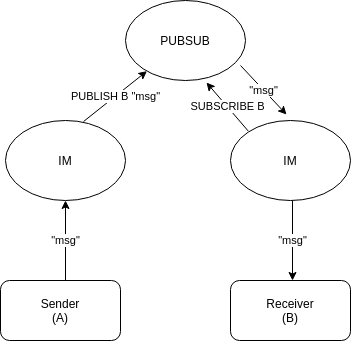 PUBSUB
"msg"
PUBLISH B "msg"
SUBSCRIBE B
IM
IM
"msg"
"msg"
Sender
(A)
Receiver
(B)